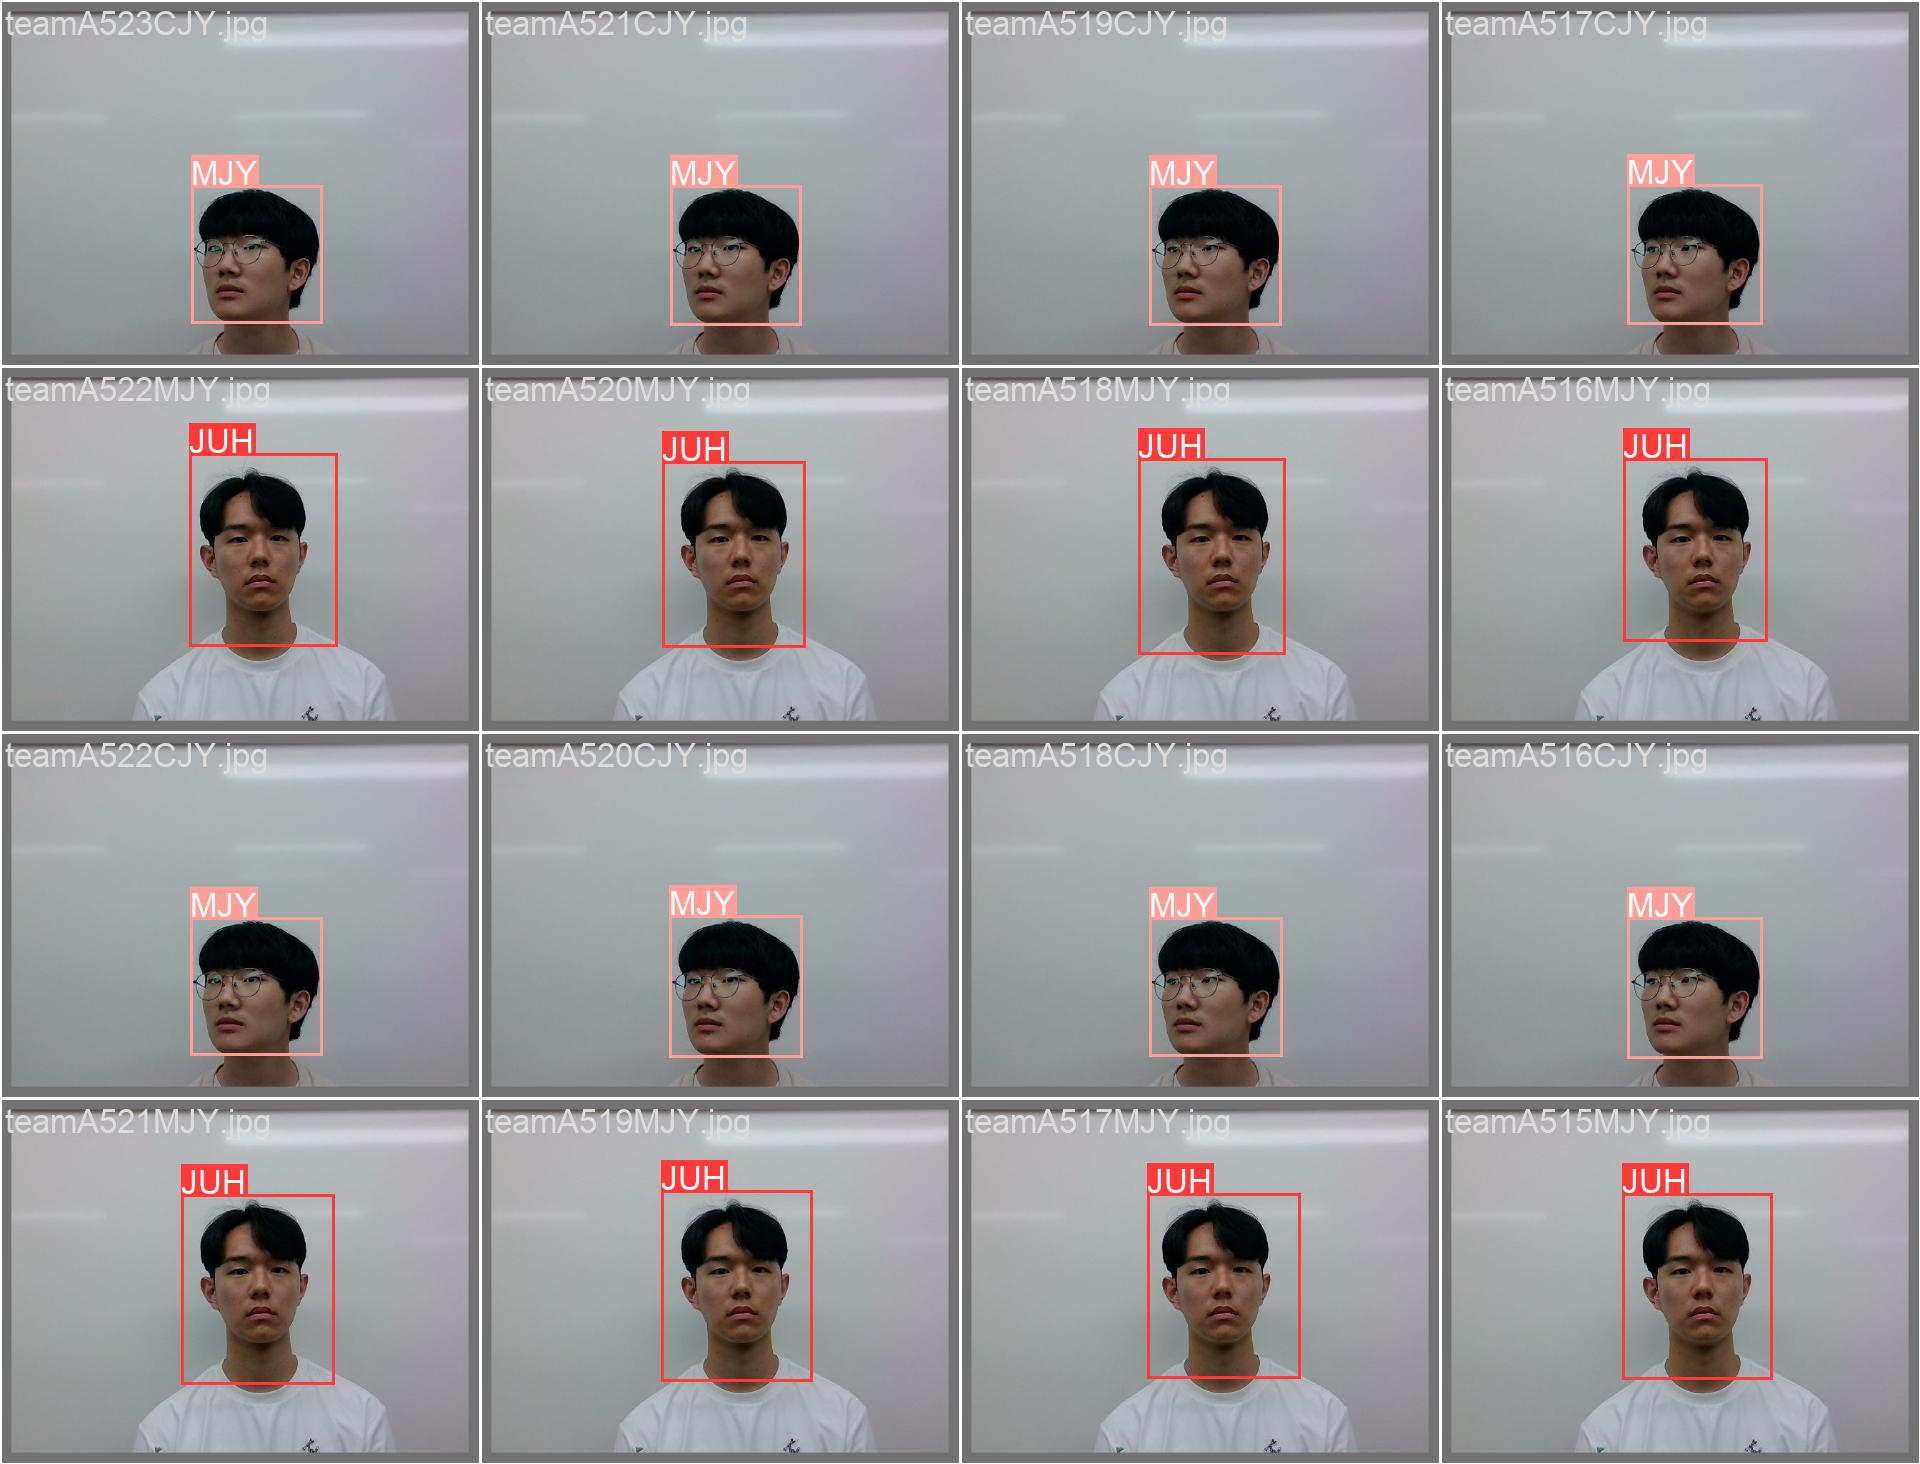 teamA523CJY.jpg
teamA521CJY.jpg
teamA519CJY.jpg
teamA517CJY.jpg
MJY
MJY
MJY
MJY
teamA522MJY.jpg
teamA520MJY.jpg
teamA518MJY.jpg
teamA516MJY.jpg
JUH
JUH
JUH
JUH
teamA522CJY.jpg
teamA520CJY.jpg
teamA518CJY.jpg
teamA516CJY.jpg
MJY
MJY
MJY
MJY
teamA521MJY.jpg
teamA519MJY.jpg
teamA517MJY.jpg
teamA515MJY.jpg
JUH
JUH
JUH
JUH